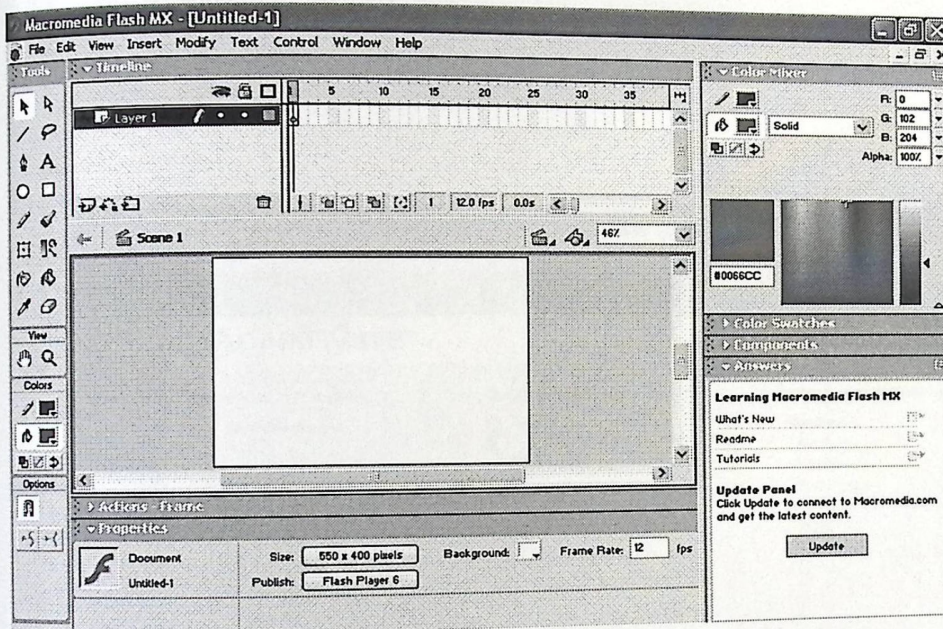 Macromedia Flash MX - [Untitled-1]
File Edit View Insert Modify Text Control Window Help
Tools
Timeline
1 5 10 15 20 25 30 35
Layer 1
1 12.0 fps 0.0s
Scene 1
46%
View
Colors
Options
Actions - Frame
Properties
Document
Untitled-1
Size: 550 x 400 pixels
Background:
Frame Rate: 12 fps
Publish: Flash Player 6
Color Mixer
R: 0
Solid
G: 102
B: 204
Alpha: 100%
#0066CC
Color Swatches
Components
Answers
Learning Macromedia Flash MX
What's New
Readme
Tutorials
Update Panel
Click Update to connect to Macromedia.com
and get the latest content.
Update